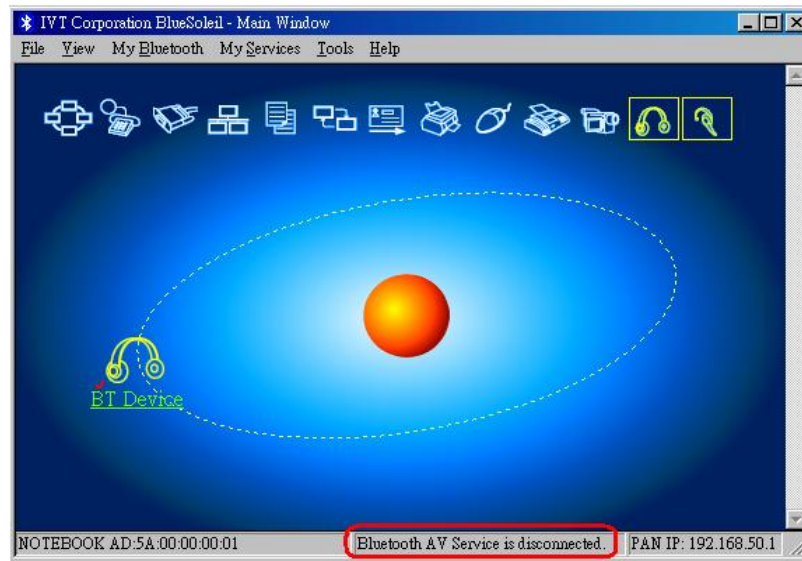 IVT Corporation BlueSoleil - Main Window
File View My Bluetooth My Services Tools Help
BT Device
NOTEBOOK AD:5A:00:00:00:01 Bluetooth AV Service is disconnected. PAN IP: 192.168.50.1